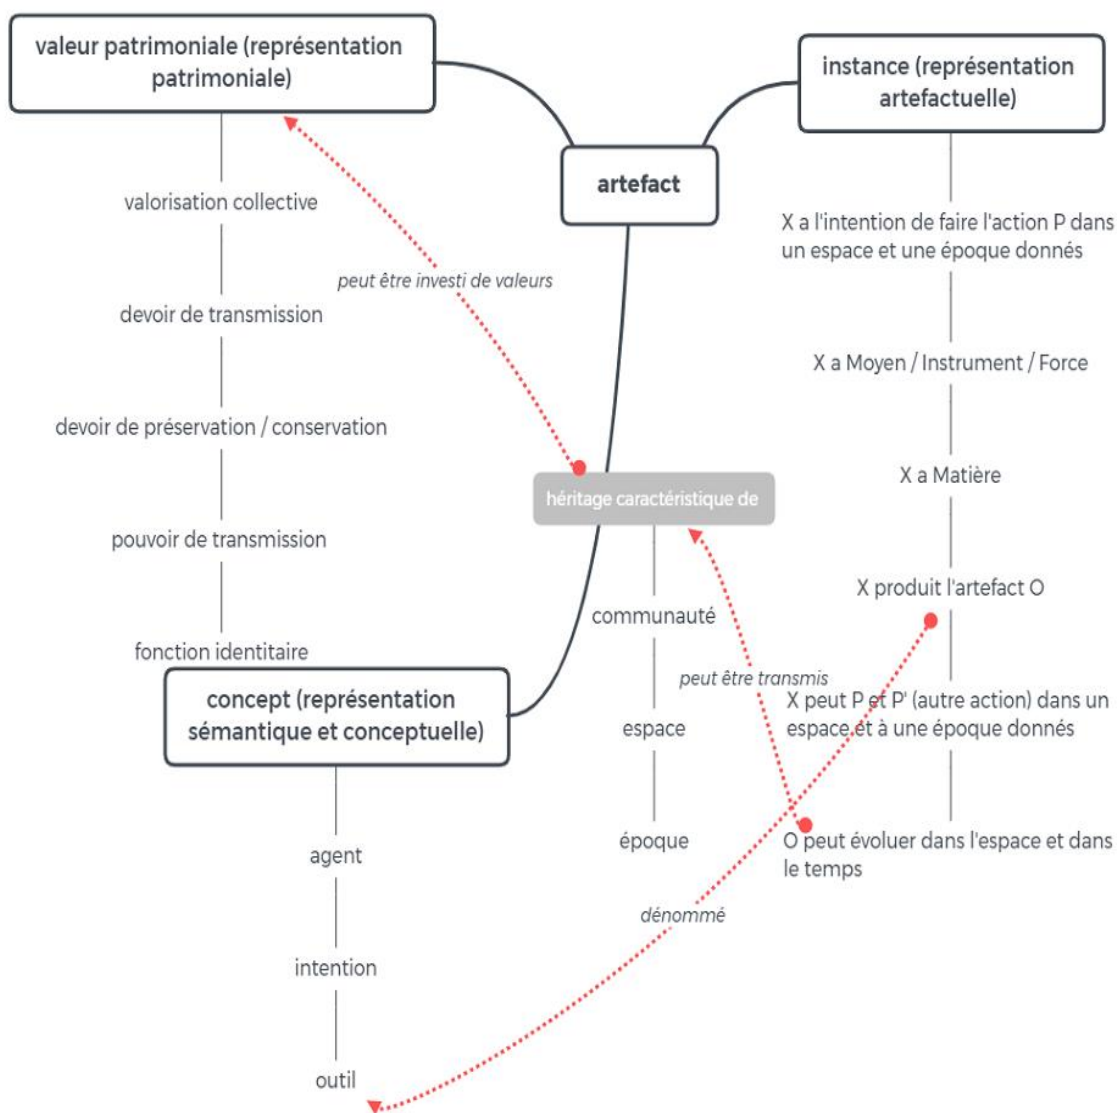 valeur patrimoniale (représentation
patrimoniale)
instance (représentation
artefactuelle)
artefact
valorisation collective
X a l'intention de faire l'action P dans
un espace et une époque donnés
peut être investi de valeurs
devoir de transmission
X a Moyen / Instrument / Force
devoir de préservation / conservation
X a Matière
héritage caractéristique de
pouvoir de transmission
X produit l'artefact O
communauté
fonction identitaire
peut être transmis
concept (représentation
sémantique et conceptuelle)
X peut P et P' (autre action) dans un
espace et à une époque donnés
espace
époque
O peut évoluer dans l'espace et dans
le temps
agent
dénommé
intention
outil